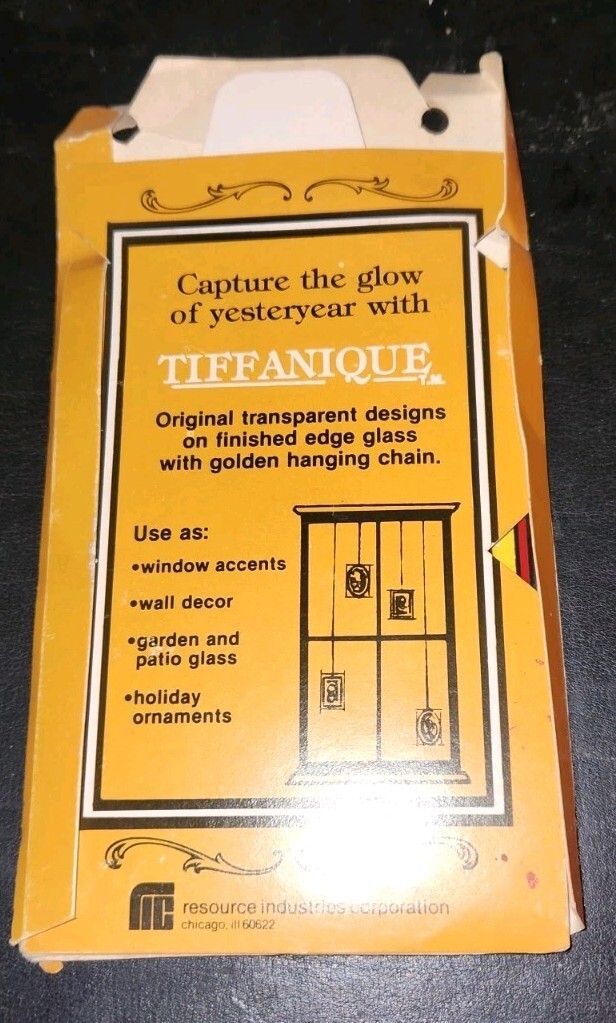 Capture the glow
of yesteryear with
TIFFANIQUE T.M.
Original transparent designs
on finished edge glass
with golden hanging chain.
Use as:
•window accents
•wall decor
•garden and
patio glass
•holiday
ornaments
ric resource industries corporation
chicago, ill 60622